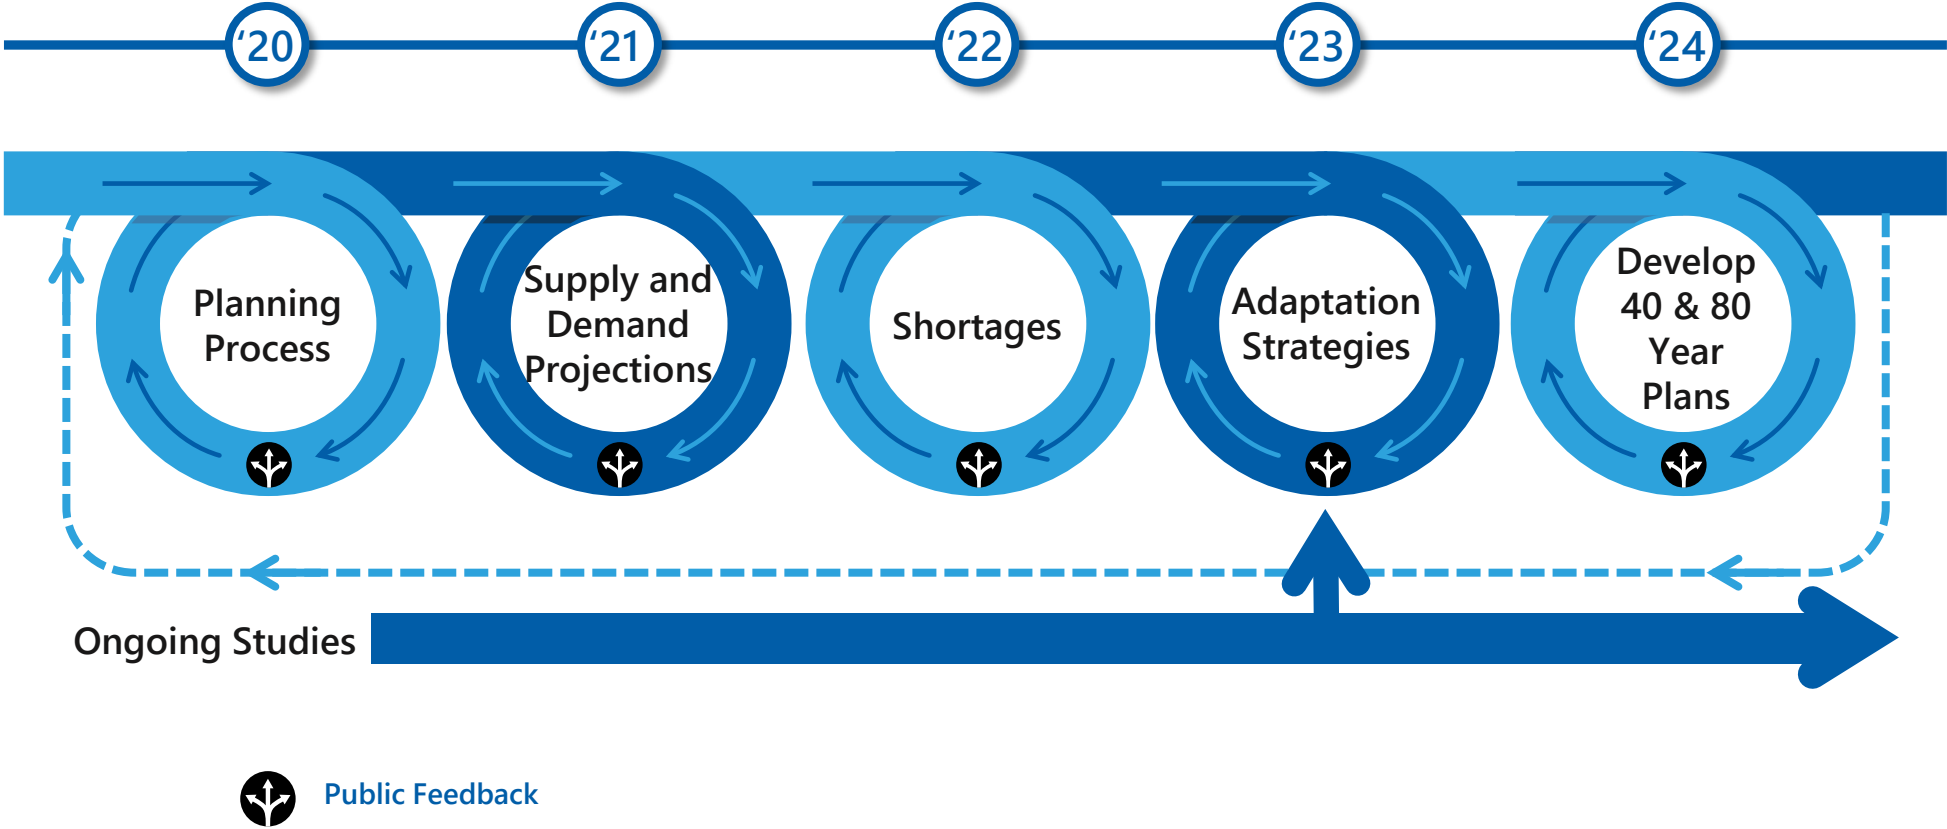 ‘20
‘21
‘22
‘23
‘24
Planning
Process
Supply and
Demand
Projections
Shortages
Adaptation
Strategies
Develop
40 & 80
Year
Plans
Ongoing Studies
Public Feedback